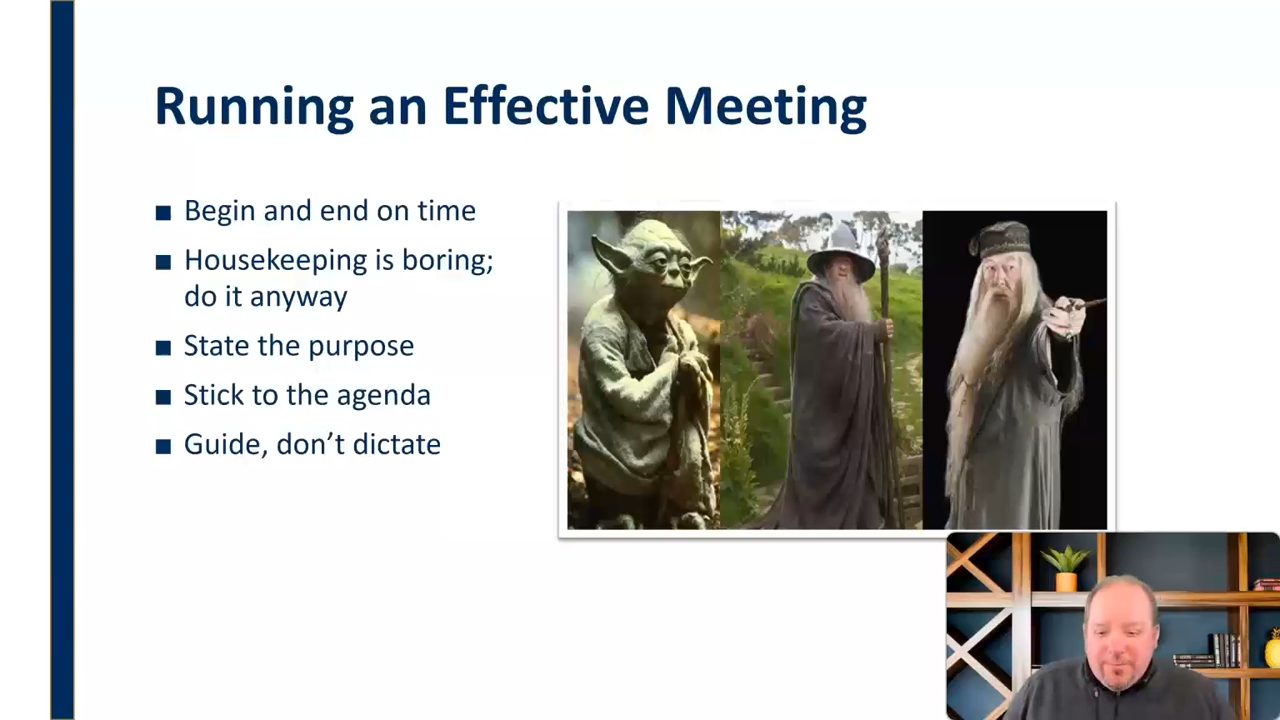 Running an Effective Meeting
■ Begin and end on time
■ Housekeeping is boring;
do it anyway
■ State the purpose
■ Stick to the agenda
■ Guide, don’t dictate